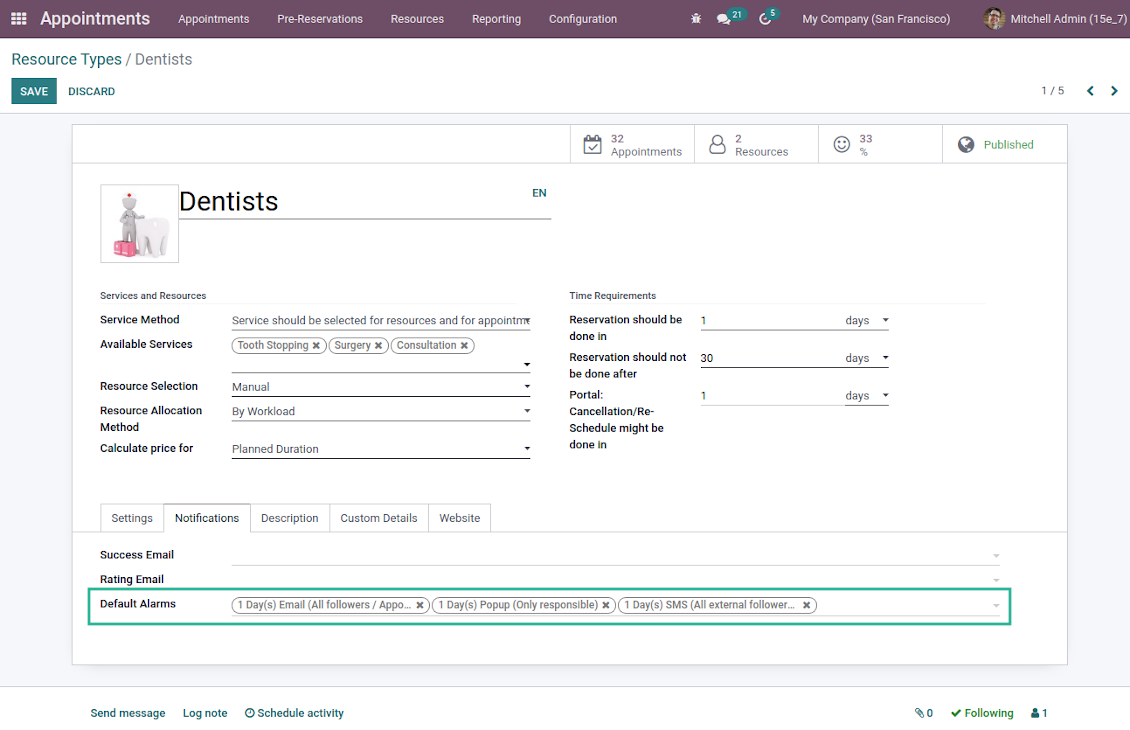 Appointments Appointments Pre-Reservations Resources Reporting Configuration 21 5 My Company (San Francisco) Mitchell Admin (15e_7)
Resource Types / Dentists
SAVE DISCARD 1 / 5
32 Appointments
2 Resources
33 %
Published
Dentists EN
Services and Resources
Service Method Service should be selected for resources and for appointme
Available Services Tooth Stopping Surgery Consultation
Resource Selection Manual
Resource Allocation By Workload
Method
Calculate price for Planned Duration
Time Requirements
Reservation should be 1 days
done in
Reservation should not 30 days
be done after
Portal: 1 days
Cancellation/Re-
Schedule might be
done in
Settings Notifications Description Custom Details Website
Success Email
Rating Email
Default Alarms 1 Day(s) Email (All followers / Appo... 1 Day(s) Popup (Only responsible) 1 Day(s) SMS (All external follower...
Send message Log note Schedule activity 0 Following 1